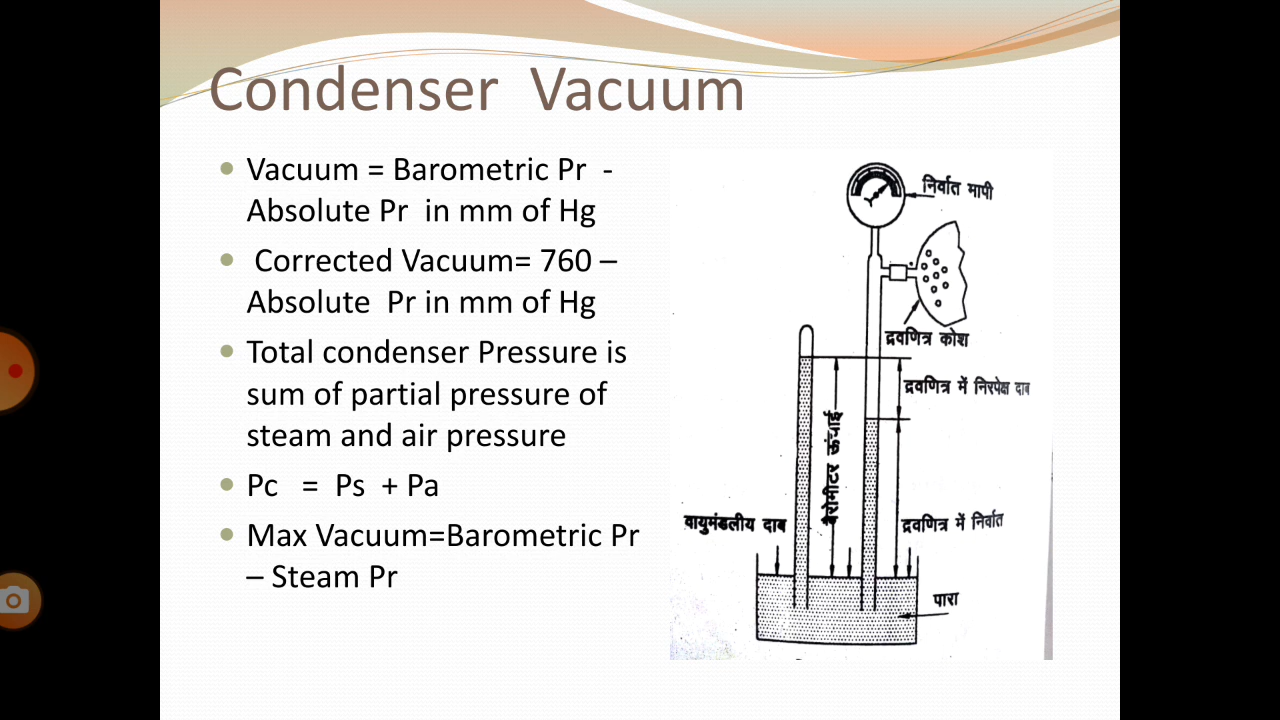 Condenser Vacuum
Vacuum = Barometric Pr -
Absolute Pr in mm of Hg
Corrected Vacuum= 760 –
Absolute Pr in mm of Hg
Total condenser Pressure is
sum of partial pressure of
steam and air pressure
Pc = Ps + Pa
Max Vacuum=Barometric Pr
– Steam Pr
निर्वात मापी
द्रवणित्र कोश
द्रवणित्र में निरपेक्ष दाब
बैरोमीटर ऊंचाई
वायुमंडलीय दाब
द्रवणित्र में निर्वात
पारा